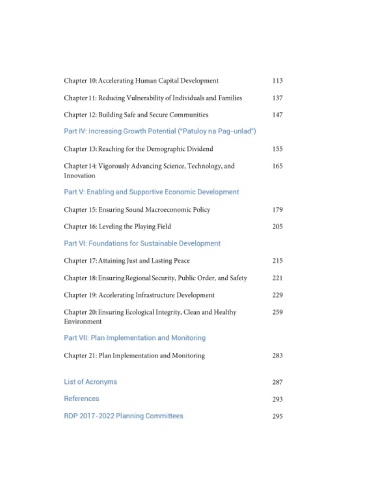 Chapter 10: Accelerating Human Capital Development 113
Chapter 11: Reducing Vulnerability of Individuals and Families 137
Chapter 12: Building Safe and Secure Communities 147
Part IV: Increasing Growth Potential ("Patuloy na Pag-unlad")
Chapter 13: Reaching for the Demographic Dividend 155
Chapter 14: Vigorously Advancing Science, Technology, and 165
Innovation
Part V: Enabling and Supportive Economic Development
Chapter 15: Ensuring Sound Macroeconomic Policy 179
Chapter 16: Leveling the Playing Field 205
Part VI: Foundations for Sustainable Development
Chapter 17: Attaining Just and Lasting Peace 215
Chapter 18: Ensuring Regional Security, Public Order, and Safety 221
Chapter 19: Accelerating Infrastructure Development 229
Chapter 20: Ensuring Ecological Integrity, Clean and Healthy 259
Environment
Part VII: Plan Implementation and Monitoring
Chapter 21: Plan Implementation and Monitoring 283
List of Acronyms 287
References 293
RDP 2017-2022 Planning Committees 295